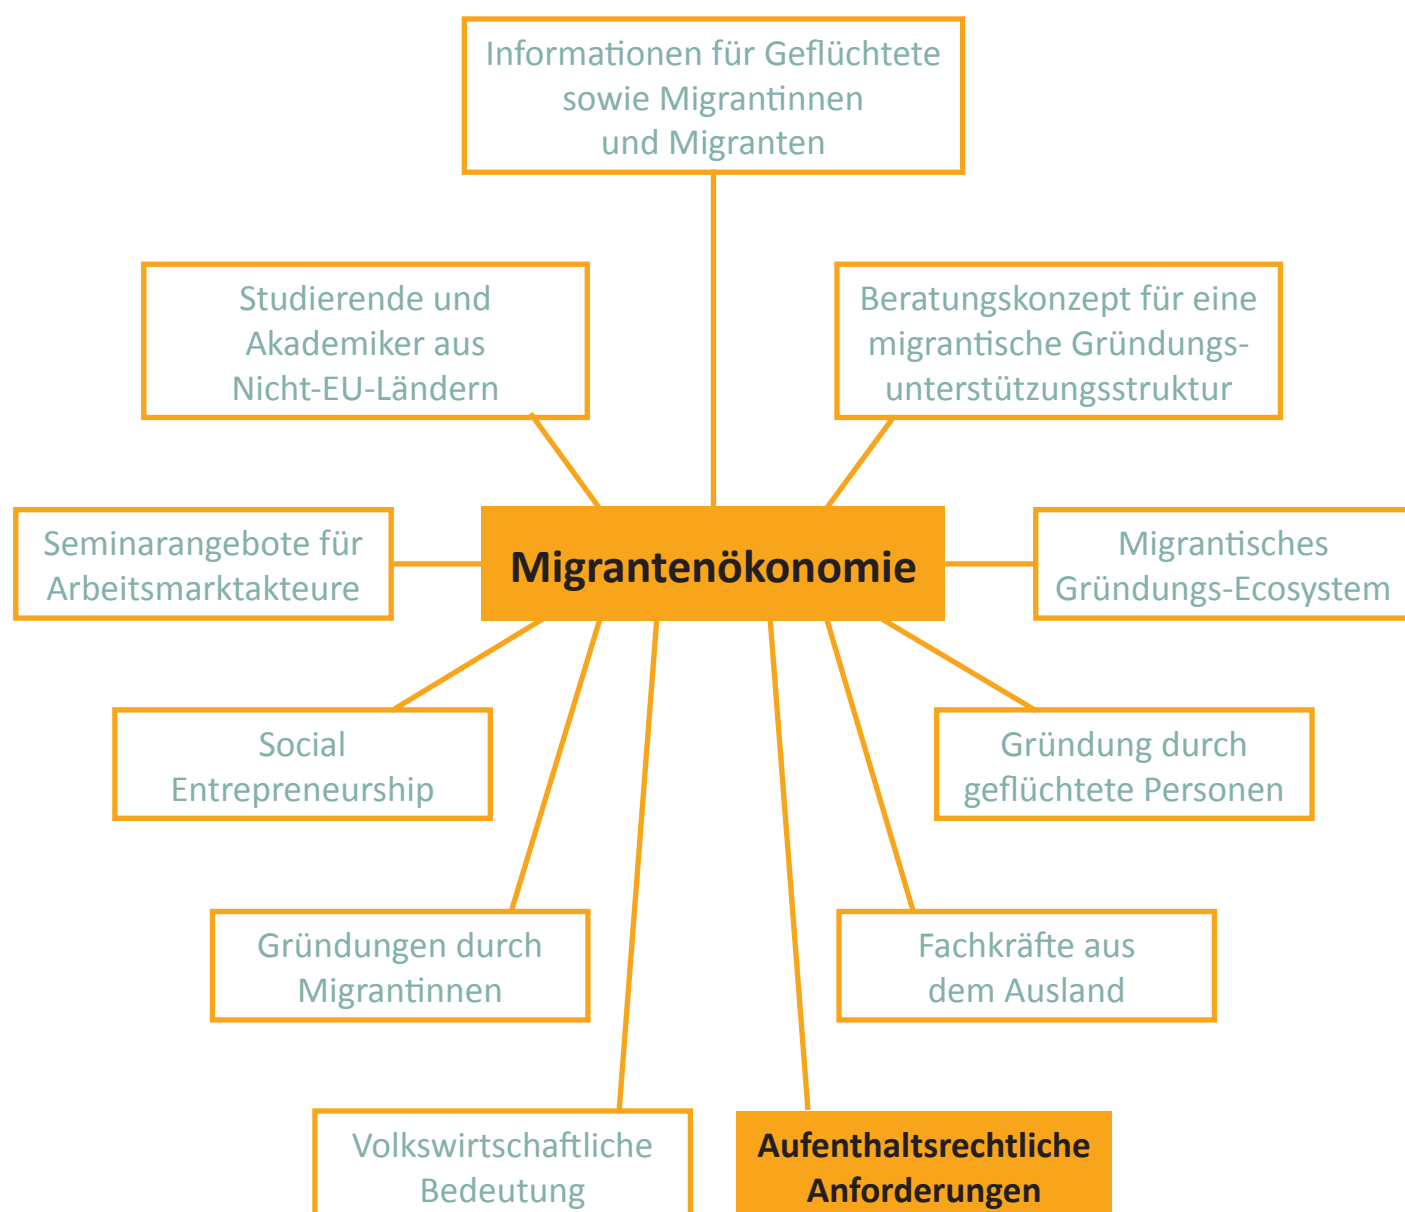 Informationen für Geflüchtete
sowie Migrantinnen
und Migranten
Studierende und
Akademiker aus
Nicht-EU-Ländern
Beratungskonzept für eine
migrantische Gründungs-
unterstützungsstruktur
Seminarangebote für
Arbeitsmarktakteure
Migrantenökonomie
Migrantisches
Gründungs-Ecosystem
Social
Entrepreneurship
Gründung durch
geflüchtete Personen
Gründungen durch
Migrantinnen
Fachkräfte aus
dem Ausland
Volkswirtschaftliche
Bedeutung
Aufenthaltsrechtliche
Anforderungen